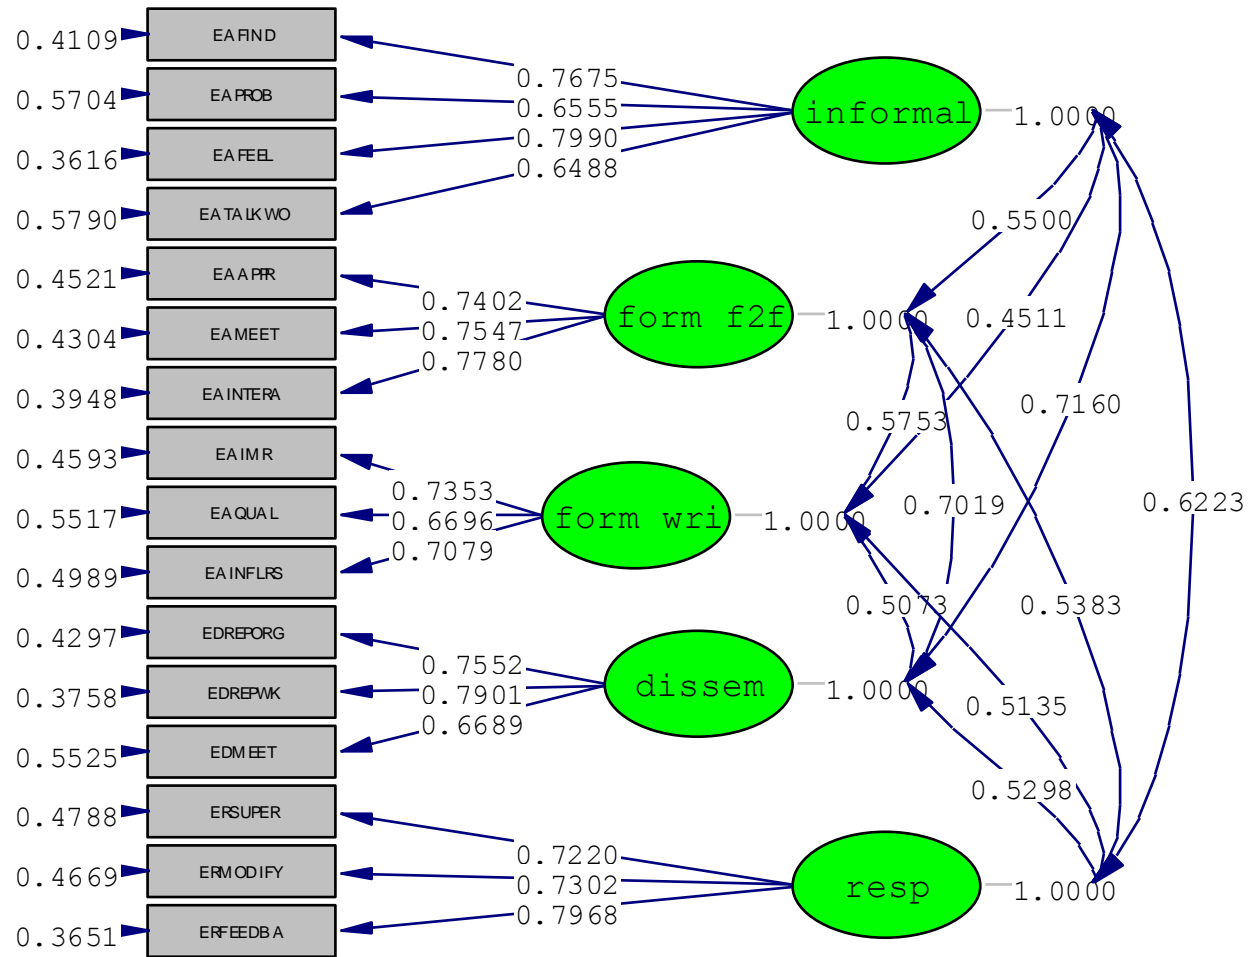 0.4109 EAFIND
0.7675
0.5704 EAPROB
0.6555
informal 1.0000
0.3616 EAFEEL
0.7990
0.6488
0.5790 EATALKWO
0.5500
0.4521 EAAPPR
0.7402
form f2f 1.0000
0.4511
0.4304 EAMEET
0.7547
0.7780
0.3948 EAINTERA
0.7160
0.5753
0.4593 EAIMR
0.7353
0.5517 EAQUAL
0.6696
form wri 1.0000
0.7019
0.6223
0.7079
0.4989 EAINFLRS
0.5073
0.5383
0.4297 EDREPORG
0.7552
0.3758 EDREPWK
0.7901
dissem 1.0000
0.5135
0.6689
0.5525 EDMEET
0.5298
0.4788 ERSUPER
0.7220
0.4669 ERMODIFY
0.7302
resp 1.0000
0.7968
0.3651 ERFEEDBA